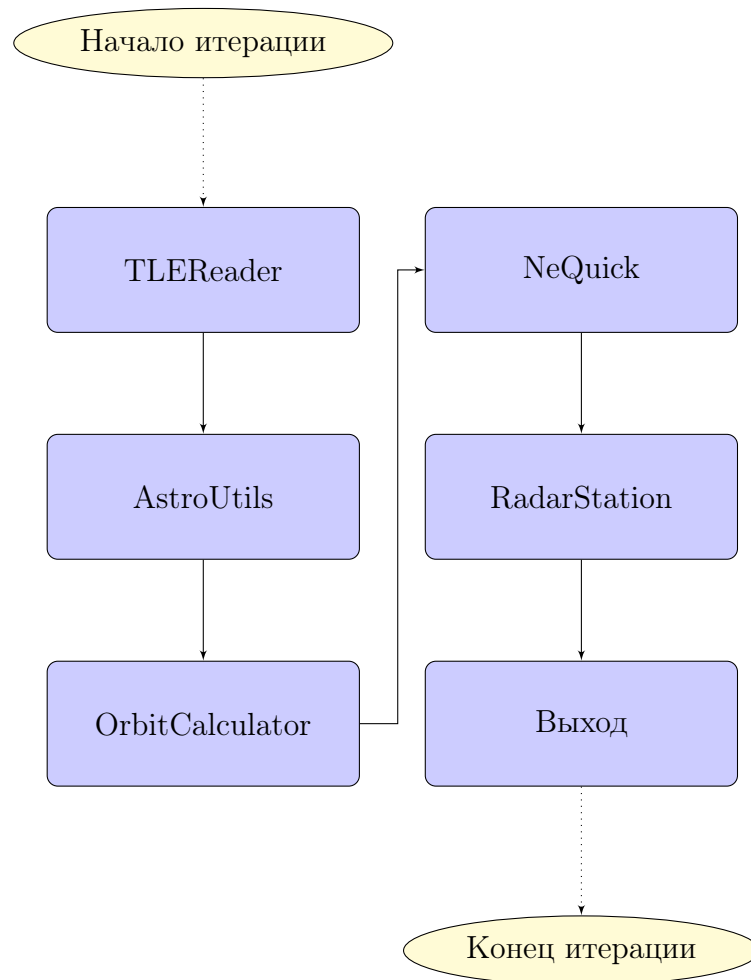 Начало итерации
TLEReader
AstroUtils
OrbitCalculator
NeQuick
RadarStation
Выход
Конец итерации